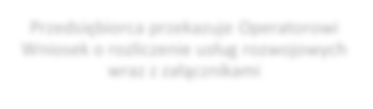 Przedsiębiorca przekazuje Operatorowi
Wniosek o rozliczenie usług rozwojowych
wraz z załącznikami